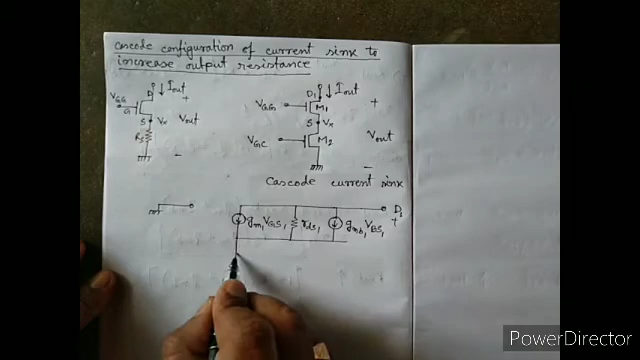 cascode configuration of current sink to
increase output resistance
D Iout
VGG
G
S Vx Vout
Rs
-
D1 Iout
VGG M1 +
S Vx
VGC M2 Vout
-
Cascode current sink
gm1 VGS1 rds1 gmb1 VBS1 D1
+
PowerDirector